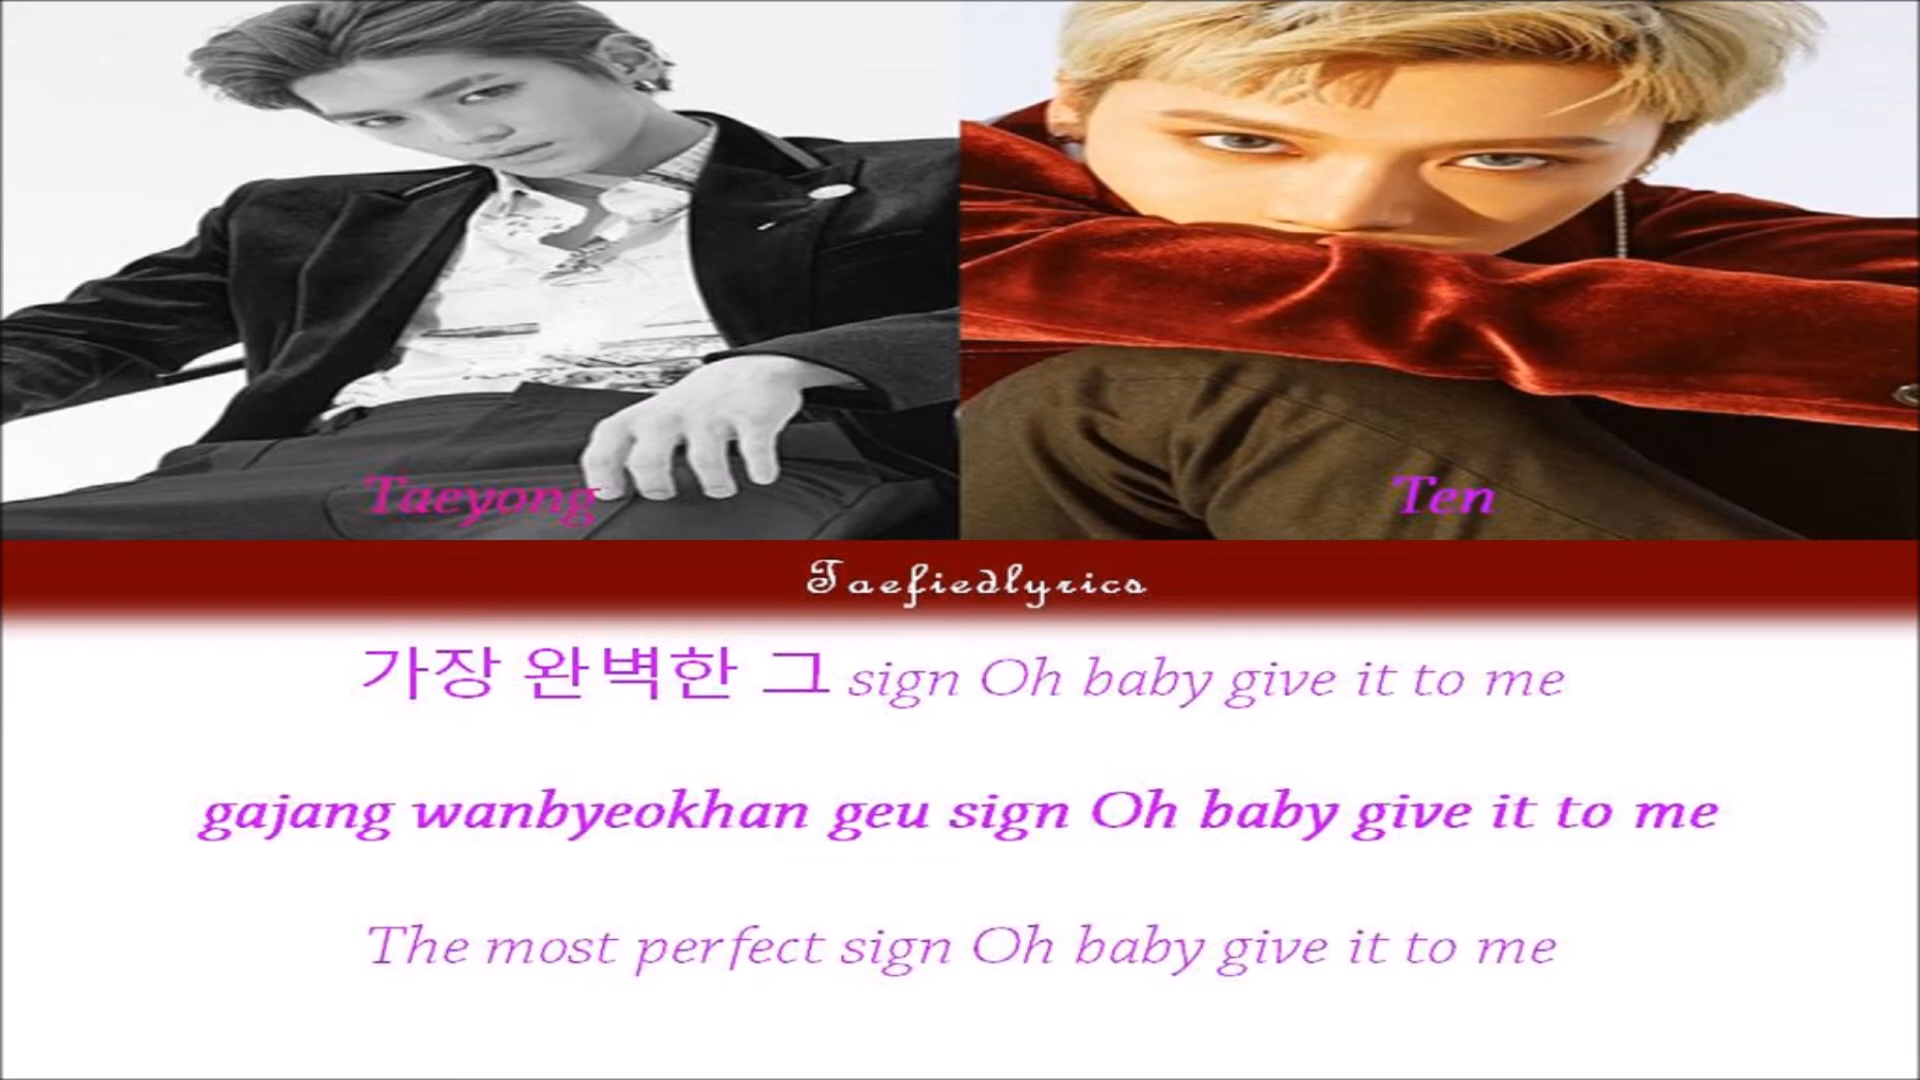 Taeyong
Ten
Taefiedlyrics
가장 완벽한 그 sign Oh baby give it to me
gajang wanbyeokhan geu sign Oh baby give it to me
The most perfect sign Oh baby give it to me